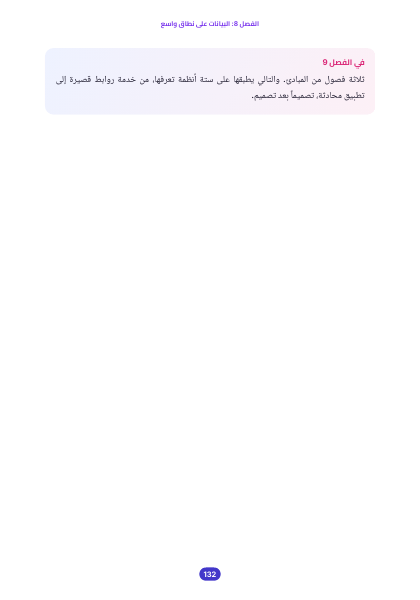 الفصل 8: البيانات على نطاق واسع
في الفصل 9
ثلاثة فصول من المبادئ. والتالي يطبقها على ستة أنظمة تعرفها، من خدمة روابط قصيرة إلى
تطبيق محادثة، تصميماً بعد تصميم.
132